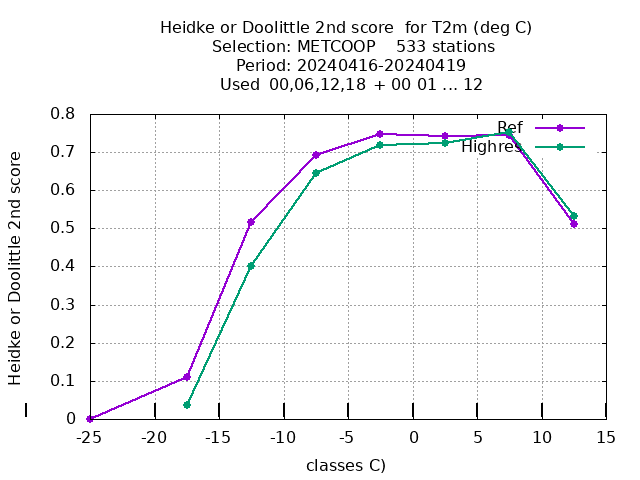 Heidke or Doolittle 2nd score  for T2m (deg C)
Selection: METCOOP    533 stations
Period: 20240416-20240419
Used  00,06,12,18  + 00 01 ... 12
Ref
Highres
Heidke or Doolittle 2nd score
0.8
0.7
0.6
0.5
0.4
0.3
0.2
0.1
0
-25 -20 -15 -10 -5 0 5 10 15
classes C)